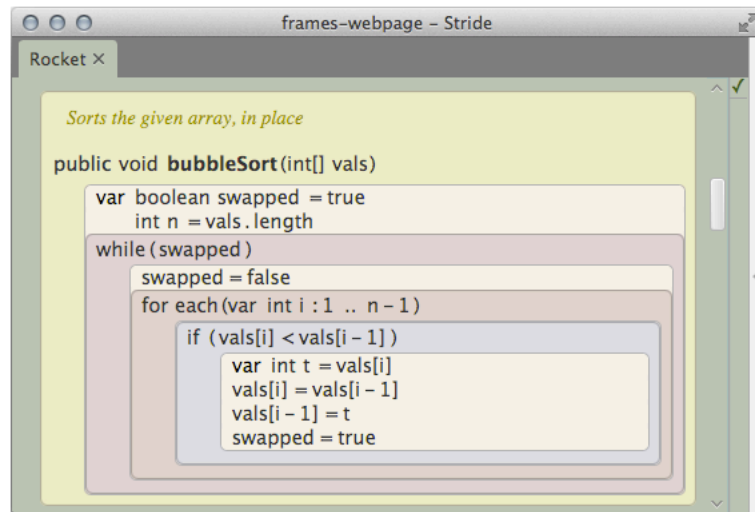 frames-webpage – Stride
Rocket ×
Sorts the given array, in place
public void bubbleSort(int[] vals)
var boolean swapped = true
int n = vals.length
while(swapped)
swapped = false
for each(var int i : 1 .. n – 1)
if (vals[i] < vals[i – 1])
var int t = vals[i]
vals[i] = vals[i – 1]
vals[i – 1] = t
swapped = true